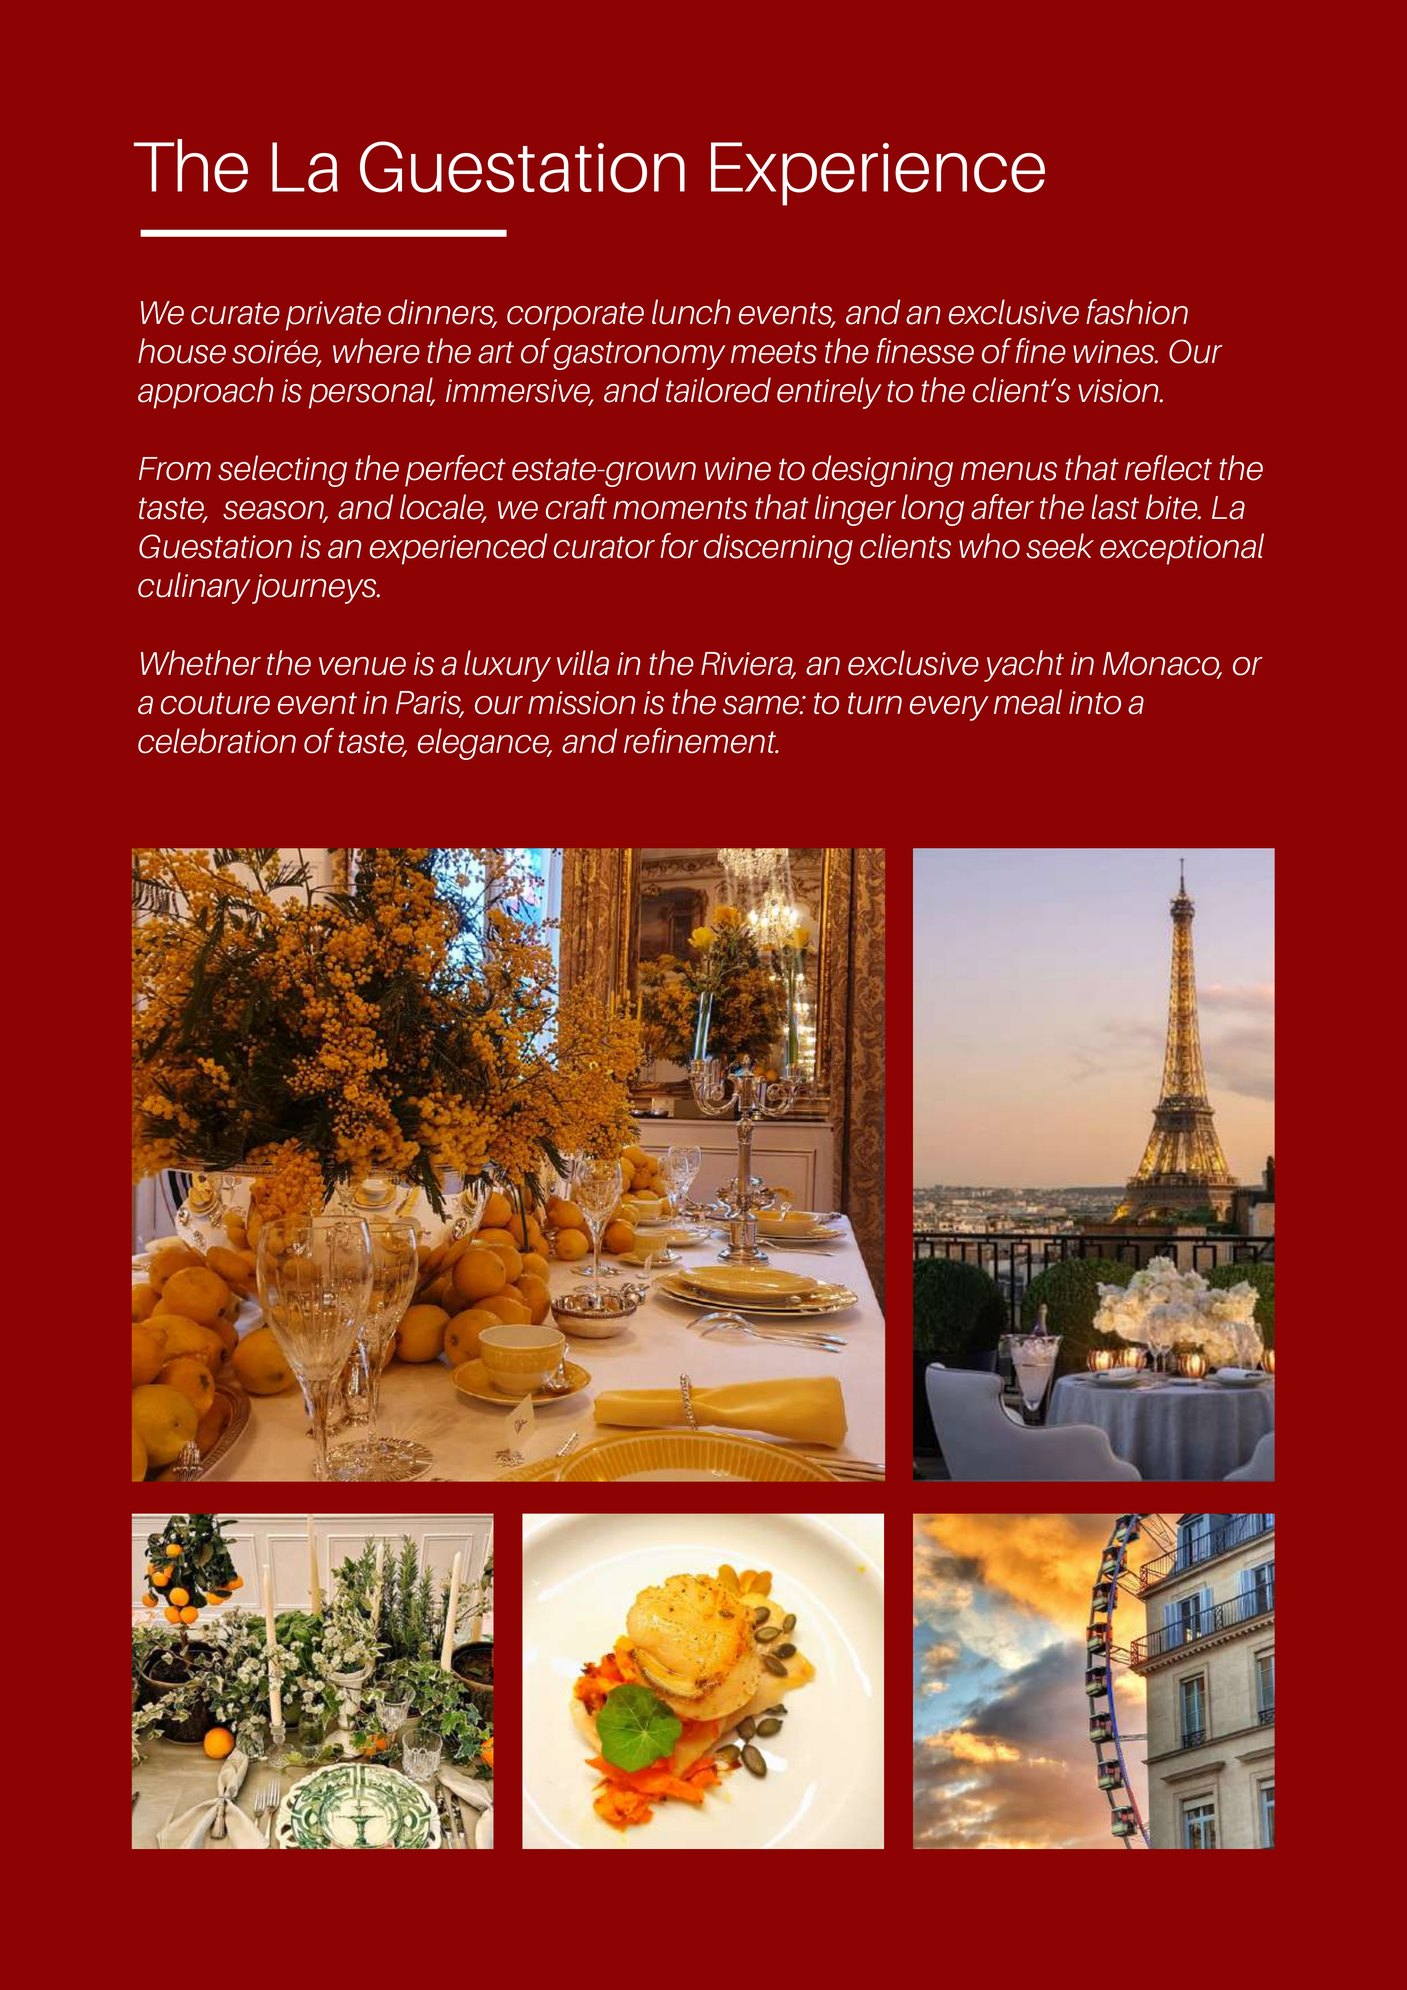 The La Guestation Experience
We curate private dinners, corporate lunch events, and an exclusive fashion
house soirée, where the art of gastronomy meets the finesse of fine wines. Our
approach is personal, immersive, and tailored entirely to the client’s vision.
From selecting the perfect estate-grown wine to designing menus that reflect the
taste,  season, and locale, we craft moments that linger long after the last bite. La
Guestation is an experienced curator for discerning clients who seek exceptional
culinary journeys.
Whether the venue is a luxury villa in the Riviera, an exclusive yacht in Monaco, or
a couture event in Paris, our mission is the same: to turn every meal into a
celebration of taste, elegance, and refinement.